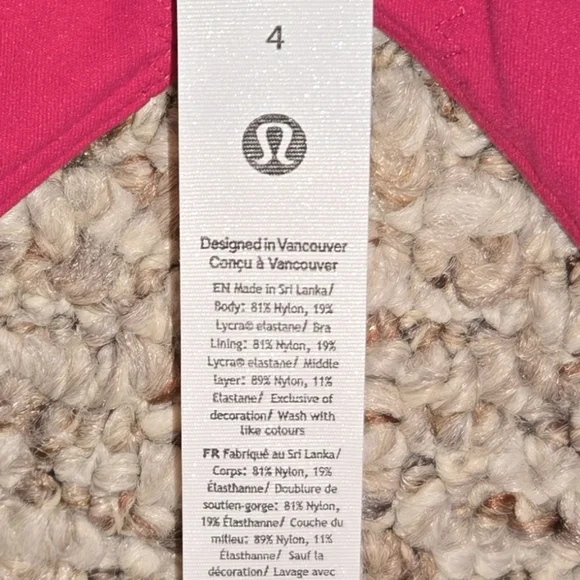 4
Designed in Vancouver
Conçu à Vancouver
EN Made in Sri Lanka/
Body: 81% Nylon, 19%
Lycra® elastane/ Bra
Lining: 81% Nylon, 19%
Lycra® elastane/ Middle
layer: 89% Nylon, 11%
Elastane/ Exclusive of
decoration/ Wash with
like colours
FR Fabriqué au Sri Lanka/
Corps: 81% Nylon, 19%
Élasthanne/ Doublure de
soutien-gorge: 81% Nylon,
19% Élasthanne/ Couche du
milieu: 89% Nylon, 11%
Élasthanne/ Sauf la
décoration/ Lavage avec